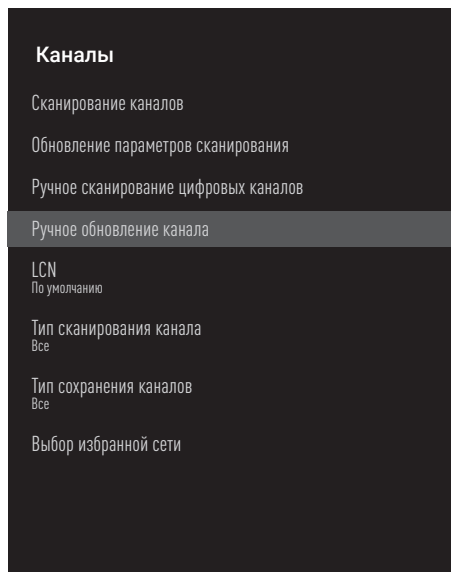 Каналы
Сканирование каналов
Обновление параметров сканирования
Ручное сканирование цифровых каналов
Ручное обновление канала
LCN
По умолчанию
Тип сканирования канала
Все
Тип сохранения каналов
Все
Выбор избранной сети